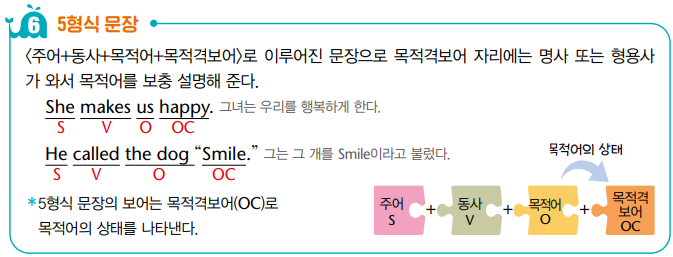 6 5형식 문장
〈주어+동사+목적어+목적격보어〉로 이루어진 문장으로 목적격보어 자리에는 명사 또는 형용사
가 와서 목적어를 보충 설명해 준다.
She makes us happy. 그녀는 우리를 행복하게 한다.
S V O OC
He called the dog “Smile.” 그는 그 개를 Smile이라고 불렀다.
S V O OC
목적어의 상태
*5형식 문장의 보어는 목적격보어(OC)로
목적어의 상태를 나타낸다.
주어 + 동사 + 목적어 + 목적격
보어
S V O OC